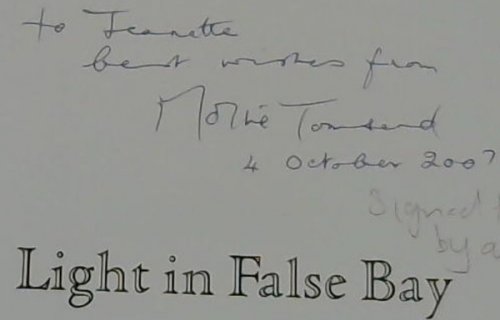 to Jeanette
best wishes from
Mollie Townsend
4 October 2007
Signed
by a
Light in False Bay